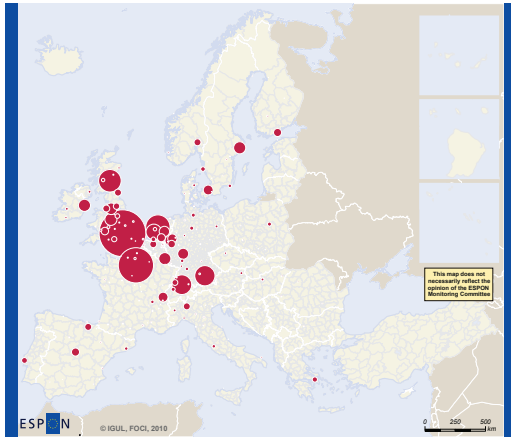 This map does not
necessarily reflect the
opinion of the ESPON
Monitoring Committee
ESPON
© IGUL, FOCI, 2010
0 250 500
km